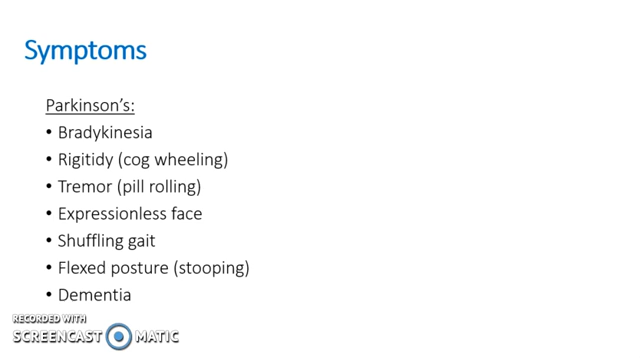 Symptoms
Parkinson's:
• Bradykinesia
• Rigitidy (cog wheeling)
• Tremor (pill rolling)
• Expressionless face
• Shuffling gait
• Flexed posture (stooping)
• Dementia
RECORDED WITH
SCREENCAST MATIC